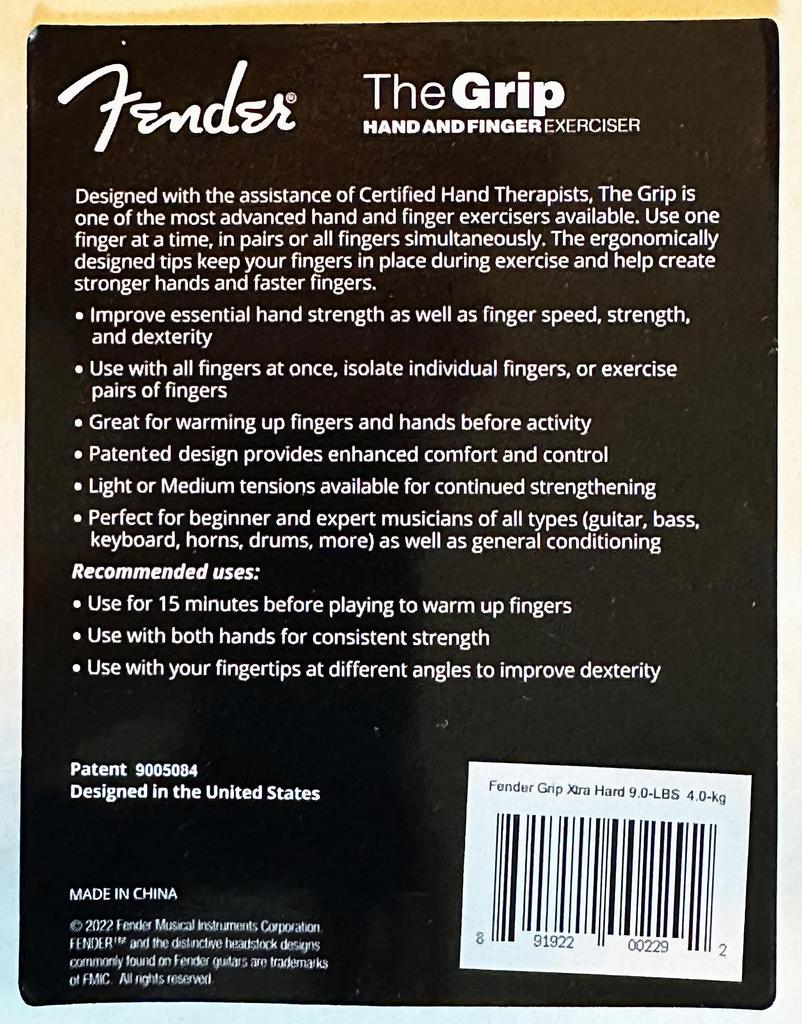 Fender®
The Grip
HAND AND FINGER EXERCISER
Designed with the assistance of Certified Hand Therapists, The Grip is
one of the most advanced hand and finger exercisers available. Use one
finger at a time, in pairs or all fingers simultaneously. The ergonomically
designed tips keep your fingers in place during exercise and help create
stronger hands and faster fingers.
• Improve essential hand strength as well as finger speed, strength,
and dexterity
• Use with all fingers at once, isolate individual fingers, or exercise
pairs of fingers
• Great for warming up fingers and hands before activity
• Patented design provides enhanced comfort and control
• Light or Medium tensions available for continued strengthening
• Perfect for beginner and expert musicians of all types (guitar, bass,
keyboard, horns, drums, more) as well as general conditioning
Recommended uses:
• Use for 15 minutes before playing to warm up fingers
• Use with both hands for consistent strength
• Use with your fingertips at different angles to improve dexterity
Patent 9005084
Designed in the United States
MADE IN CHINA
© 2022 Fender Musical Instruments Corporation.
FENDER™ and the distinctive headstock designs
commonly found on Fender guitars are trademarks
of FMIC. All rights reserved.
Fender Grip Xtra Hard 9.0-LBS 4.0-kg
8 91922 00229 2